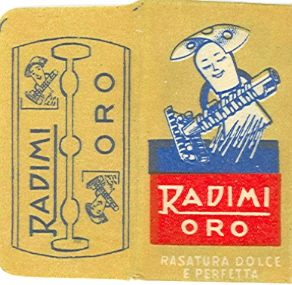 RADIMI
ORO
RADIMI
ORO
RASATURA DOLCE
E PERFETTA